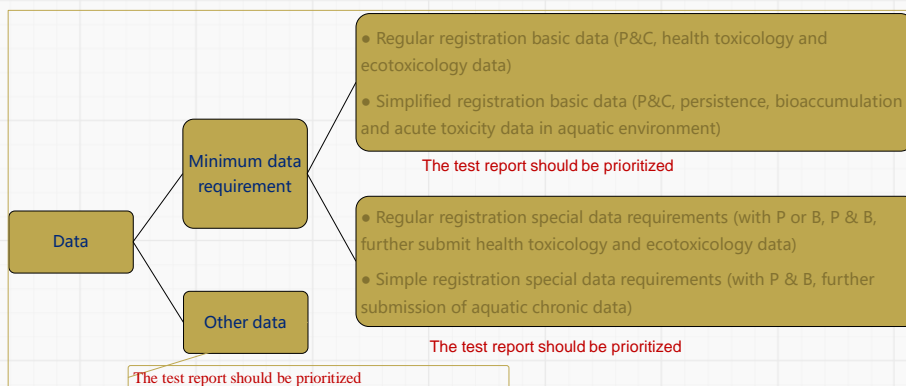 ● Regular registration basic data (P&C, health toxicology and
ecotoxicology data)
● Simplified registration basic data (P&C, persistence, bioaccumulation
and acute toxicity data in aquatic environment)
The test report should be prioritized
Minimum data
requirement
Data
● Regular registration special data requirements (with P or B, P & B,
further submit health toxicology and ecotoxicology data)
● Simple registration special data requirements (with P & B, further
submission of aquatic chronic data)
The test report should be prioritized
Other data
The test report should be prioritized